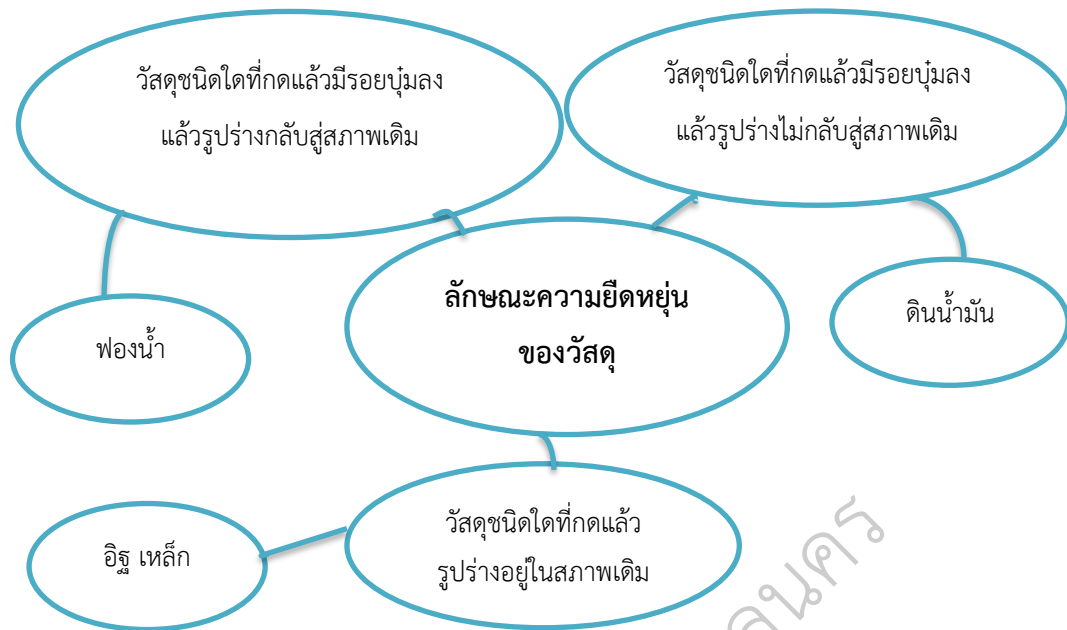 วัสดุชนิดใดที่กดแล้วมีรอยบุ๋มลง
แล้วรูปร่างกลับสู่สภาพเดิม
วัสดุชนิดใดที่กดแล้วมีรอยบุ๋มลง
แล้วรูปร่างไม่กลับสู่สภาพเดิม
ลักษณะความยืดหยุ่น
ของวัสดุ
ฟองน้ำ
ดินน้ำมัน
วัสดุชนิดใดที่กดแล้ว
รูปร่างอยู่ในสภาพเดิม
อิฐ เหล็ก